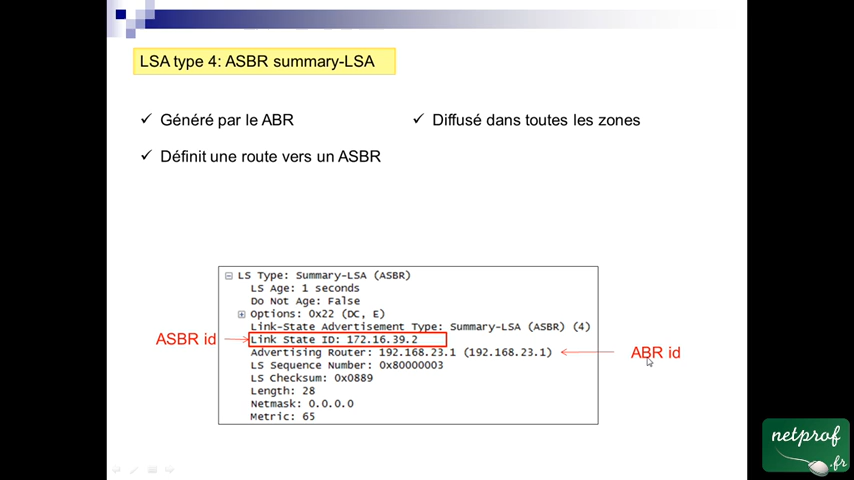 LSA type 4: ASBR summary-LSA
Généré par le ABR
Diffusé dans toutes les zones
Définit une route vers un ASBR
LS Type: Summary-LSA (ASBR)
LS Age: 1 seconds
Do Not Age: False
Options: 0x22 (DC, E)
Link-State Advertisement Type: Summary-LSA (ASBR) (4)
ASBR id
Link State ID: 172.16.39.2
Advertising Router: 192.168.23.1 (192.168.23.1)
ABR id
LS Sequence Number: 0x80000003
LS Checksum: 0x0889
Length: 28
Netmask: 0.0.0.0
Metric: 65
netprof
.fr